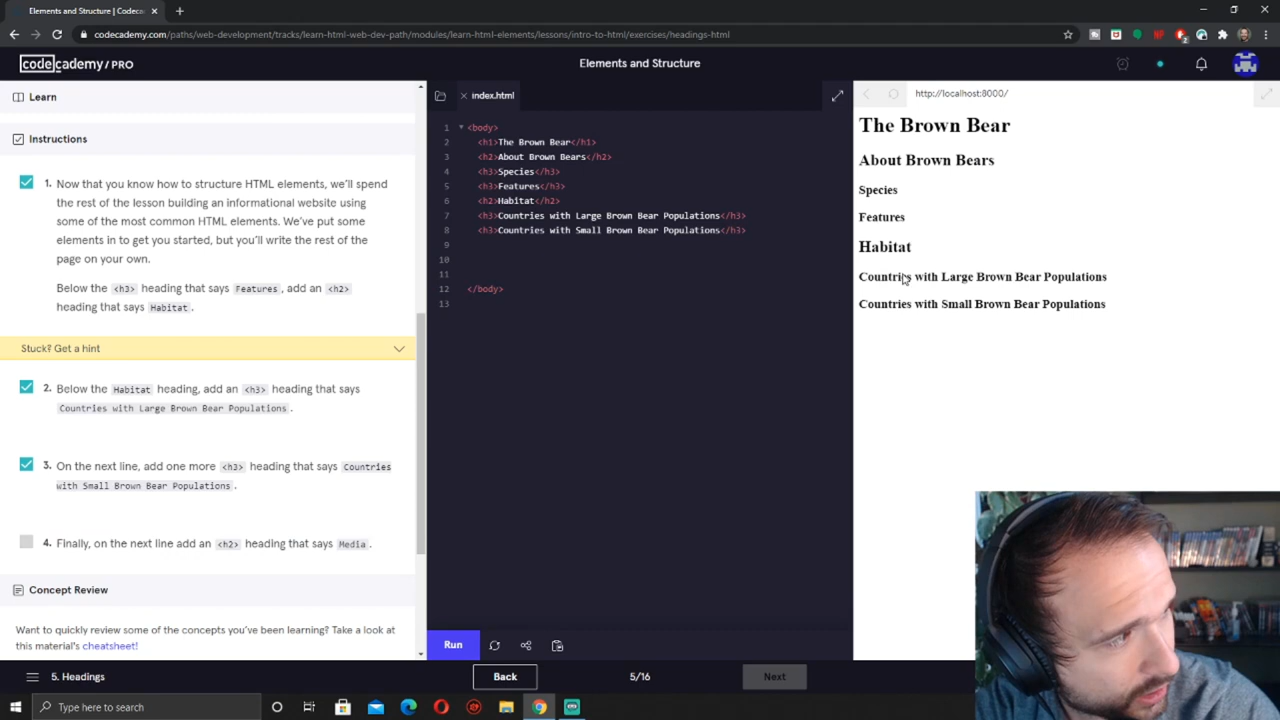 Elements and Structure | Codec
codecademy.com/paths/web-development/tracks/learn-html-web-dev-path/modules/learn-html-elements/lessons/intro-to-html/exercises/headings-html
codecademy/PRO
Elements and Structure
Learn
Instructions
1. Now that you know how to structure HTML elements, we'll spend
the rest of the lesson building an informational website using
some of the most common HTML elements. We've put some
elements in to get you started, but you'll write the rest of the
page on your own.
Below the <h3> heading that says Features, add an <h2>
heading that says Habitat.
Stuck? Get a hint
2. Below the Habitat heading, add an <h3> heading that says
Countries with Large Brown Bear Populations.
3. On the next line, add one more <h3> heading that says Countries
with Small Brown Bear Populations.
4. Finally, on the next line add an <h2> heading that says Media.
Concept Review
Want to quickly review some of the concepts you've been learning? Take a look at
this material's cheatsheet!
index.html
1 <body>
2 <h1>The Brown Bear</h1>
3 <h2>About Brown Bears</h2>
4 <h3>Species</h3>
5 <h3>Features</h3>
6 <h2>Habitat</h2>
7 <h3>Countries with Large Brown Bear Populations</h3>
8 <h3>Countries with Small Brown Bear Populations</h3>
9
10
11
12 </body>
13
Run
http://localhost:8000/
The Brown Bear
About Brown Bears
Species
Features
Habitat
Countries with Large Brown Bear Populations
Countries with Small Brown Bear Populations
5. Headings
Back
5/16
Next
Type here to search